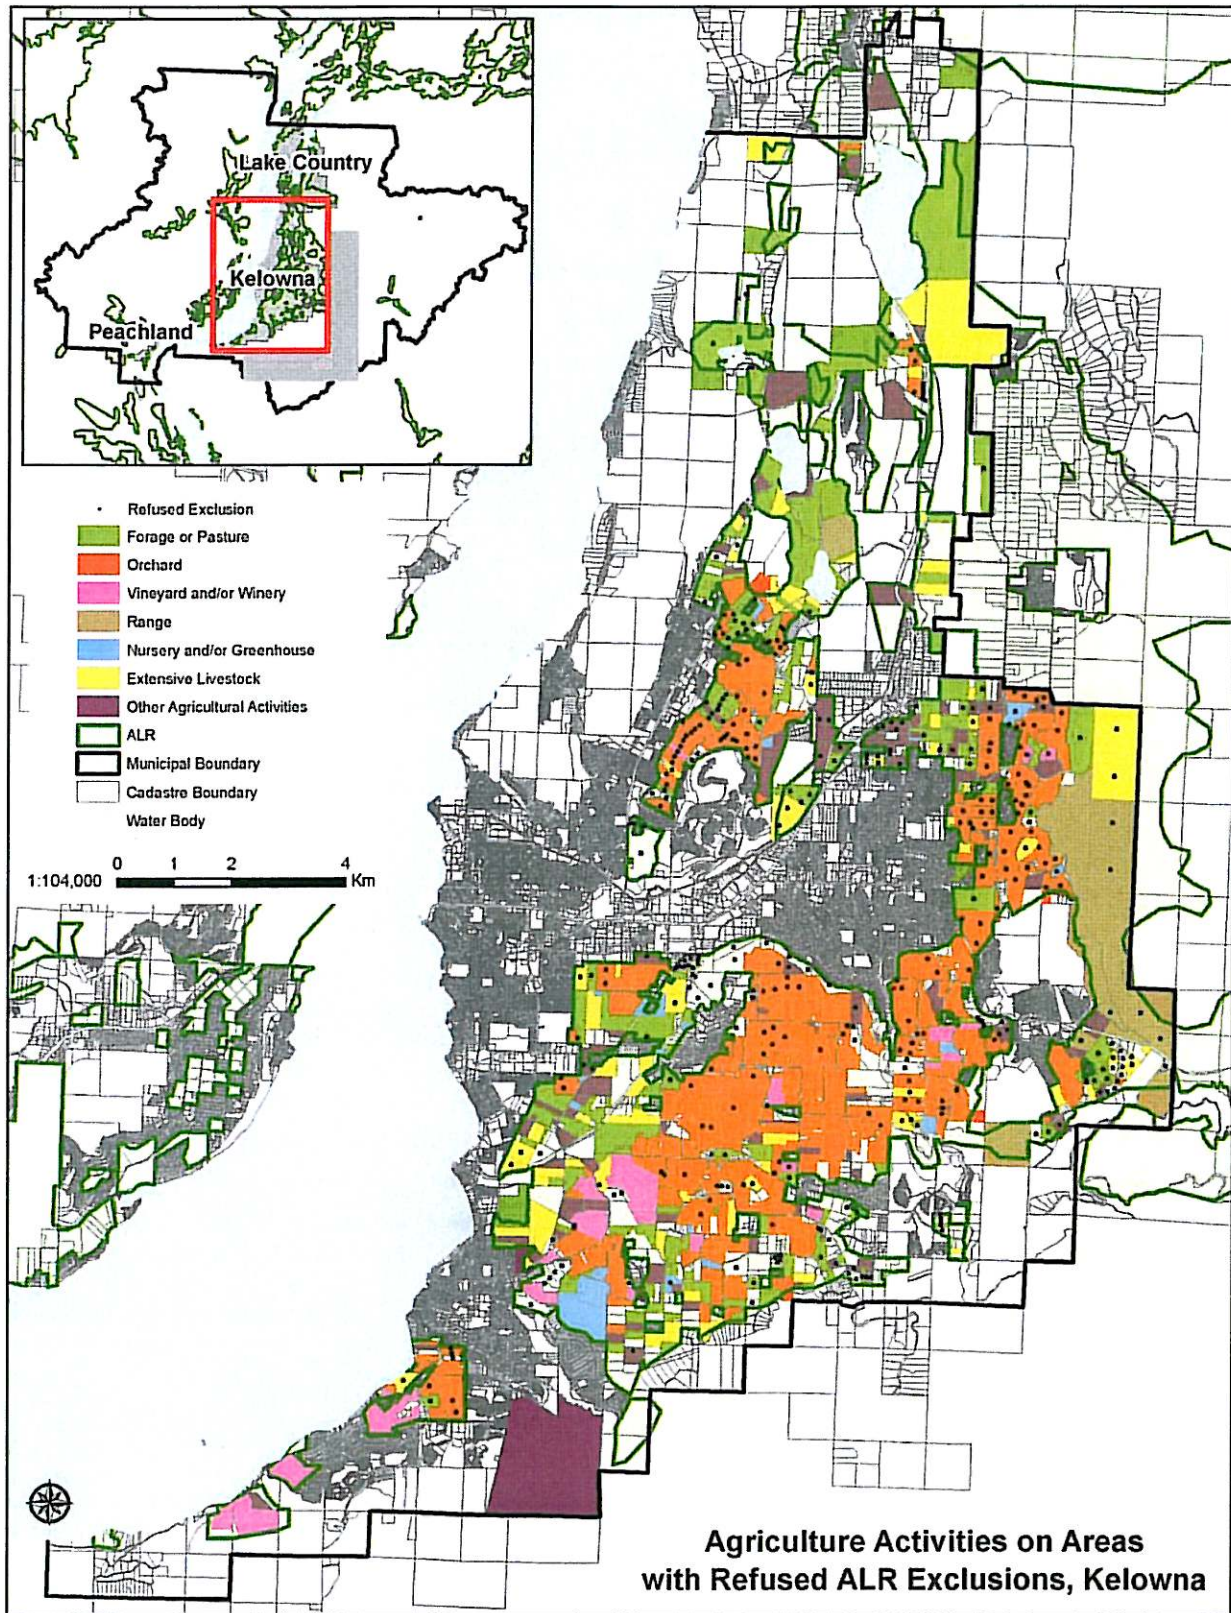 Lake Country
Kelowna
Peachland
Refused Exclusion
Forage or Pasture
Orchard
Vineyard and/or Winery
Range
Nursery and/or Greenhouse
Extensive Livestock
Other Agricultural Activities
ALR
Municipal Boundary
Cadastre Boundary
Water Body
0 1 2 4
1:104,000 Km
Agriculture Activities on Areas
with Refused ALR Exclusions, Kelowna